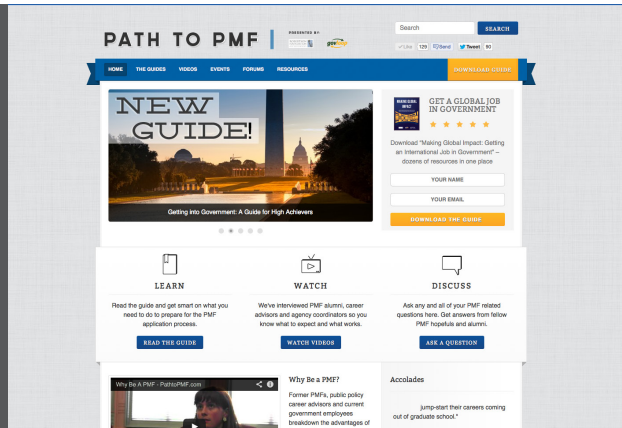 PATH TO PMF
PRESENTED BY:
govloop
Search
SEARCH
Like 129 Send Tweet 90
HOME THE GUIDES VIDEOS EVENTS FORUMS RESOURCES
DOWNLOAD GUIDE
NEW
GUIDE!
Getting into Government: A Guide for High Achievers
MAKING GLOBAL
IMPACT
GET A GLOBAL JOB
IN GOVERNMENT
Download "Making Global Impact: Getting
an International Job in Government" –
dozens of resources in one place
YOUR NAME
YOUR EMAIL
DOWNLOAD THE GUIDE
LEARN
Read the guide and get smart on what you
need to do to prepare for the PMF
application process.
READ THE GUIDE
WATCH
We've interviewed PMF alumni, career
advisors and agency coordinators so you
know what to expect and what works.
WATCH VIDEOS
DISCUSS
Ask any and all of your PMF related
questions here. Get answers from fellow
PMF hopefuls and alumni.
ASK A QUESTION
Why Be A PMF - PathtoPMF.com
Why Be a PMF?
Former PMFs, public policy
career advisors and current
government employees
breakdown the advantages of
Accolades
jump-start their careers coming
out of graduate school."